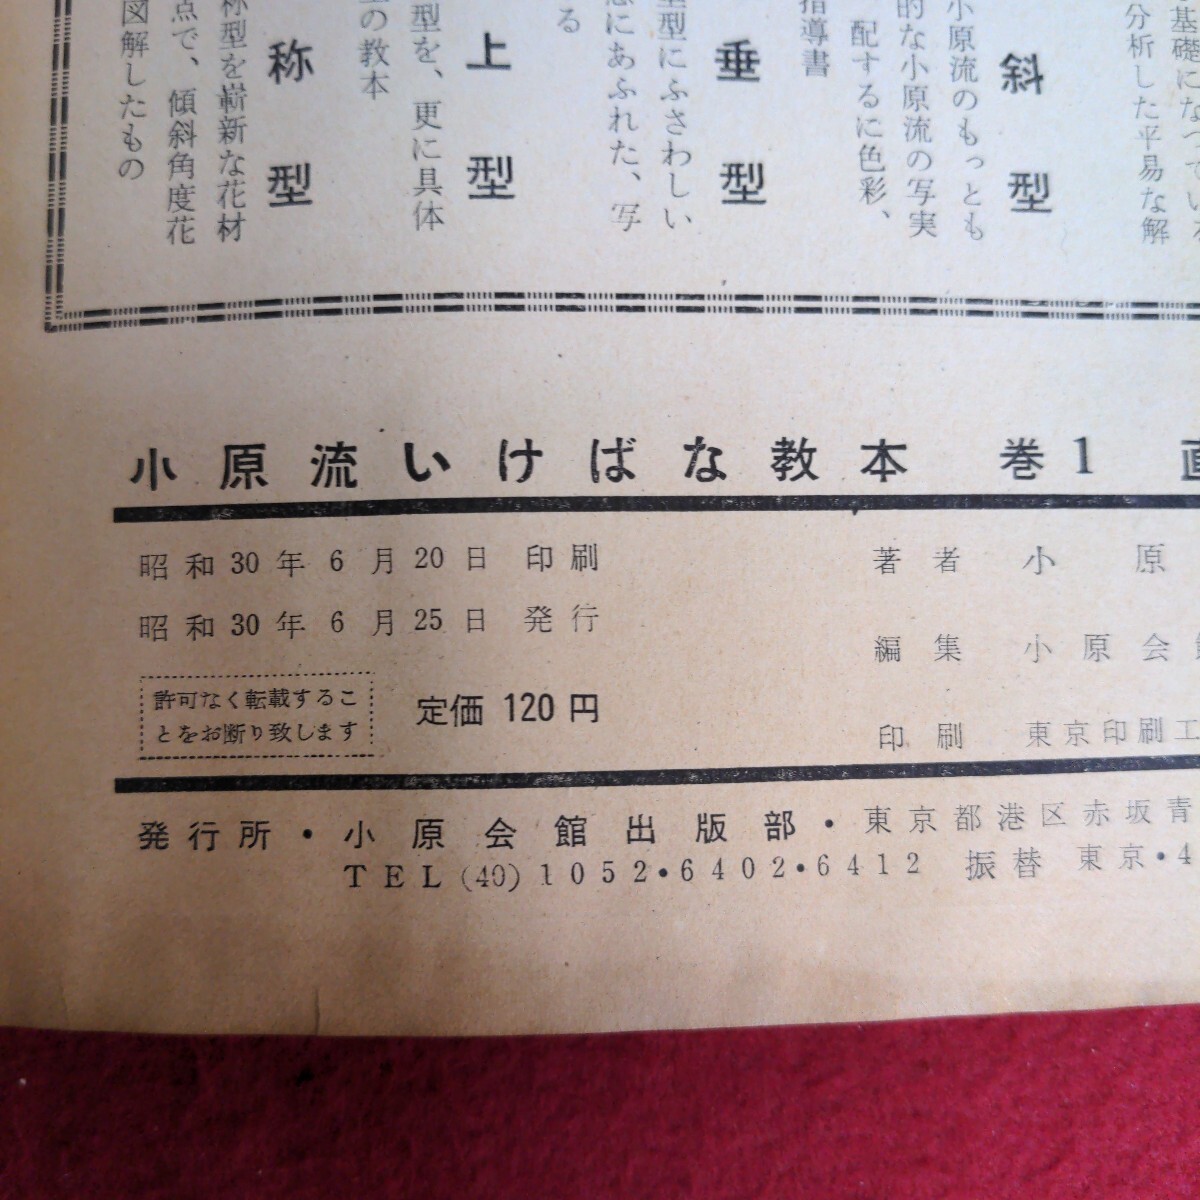 基礎になってい
分析した平易な解
斜型
小原流のもっとも
的な小原流の写実
配するに色彩、
指導書
垂型
型にふさわしい
にあふれた、写
る
上型
型を、更に具体
の教本
称型
称型を嶄新な花材
点で、傾斜角度花
図解したもの
小原流いけばな教本 巻1
昭和30年6月20日 印刷
昭和30年6月25日 発行
許可なく転載するこ
とをお断り致します
定価 120円
著者 小原
編集 小原会
印刷 東京印刷工
発行所・小原会館出版部・東京都港区赤坂青
TEL(40)1052・6402・6412 振替 東京・4